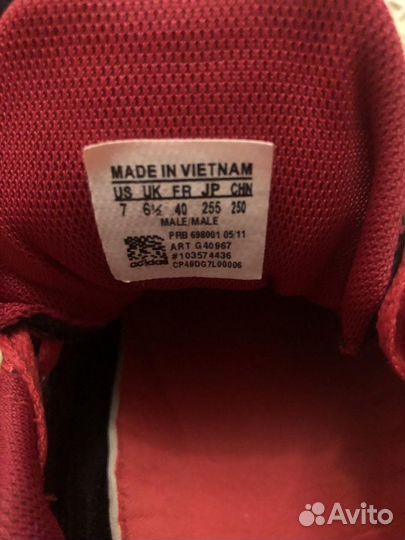 MADE IN VIETNAM
US UK FR JP CHN
7 6½ 40 255 250
MALE/MALE
PRB 698001 05/11
ART G40967
#103574436
CP49DG7L00006
adidas
Avito